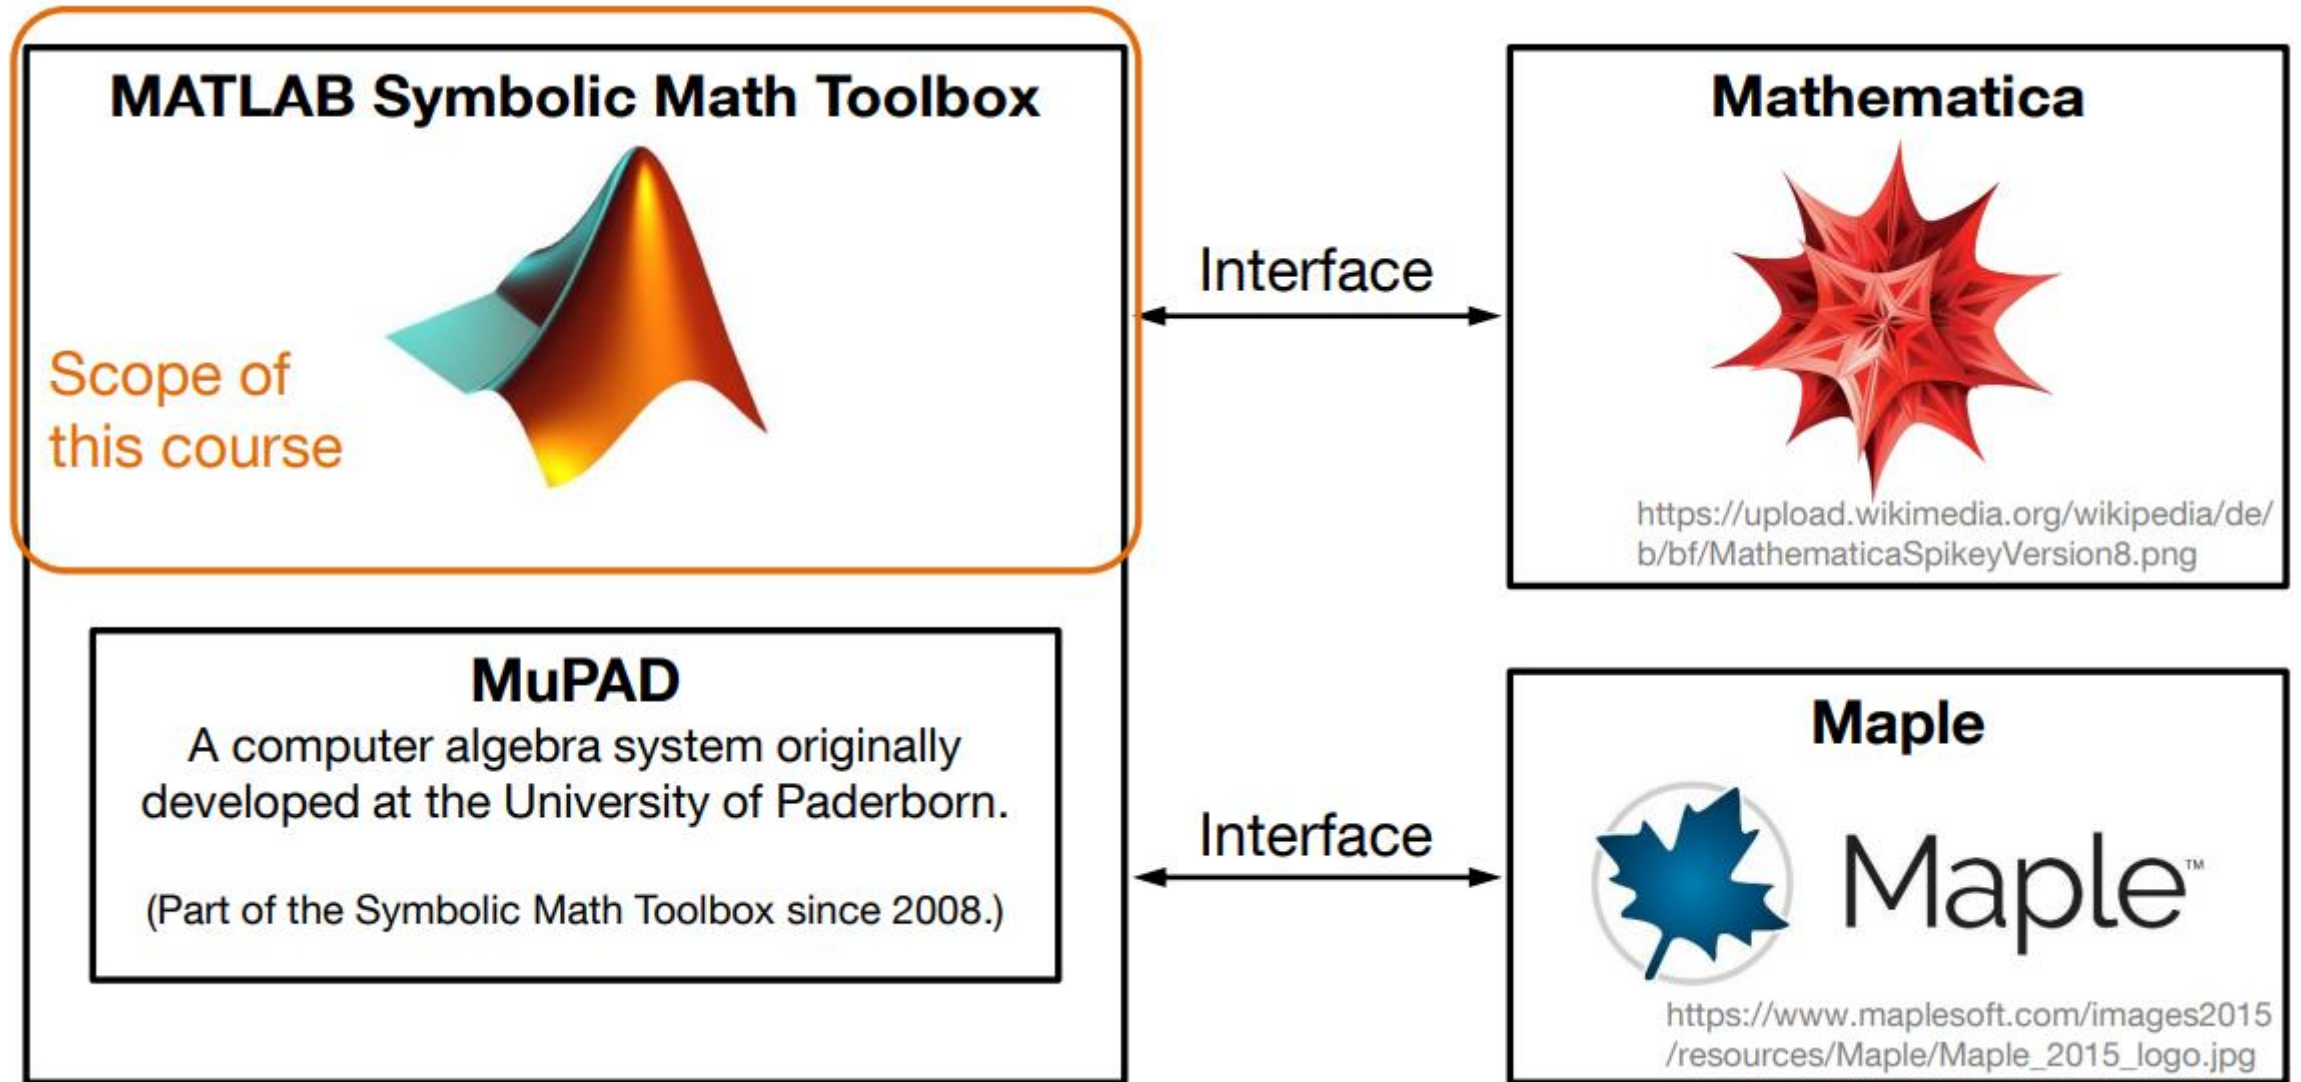 MATLAB Symbolic Math Toolbox
Scope of
this course
MuPAD
A computer algebra system originally
developed at the University of Paderborn.
(Part of the Symbolic Math Toolbox since 2008.)
Interface
Interface
Mathematica
https://upload.wikimedia.org/wikipedia/de/
b/bf/MathematicaSpikeyVersion8.png
Maple
Maple™
https://www.maplesoft.com/images2015
/resources/Maple/Maple_2015_logo.jpg